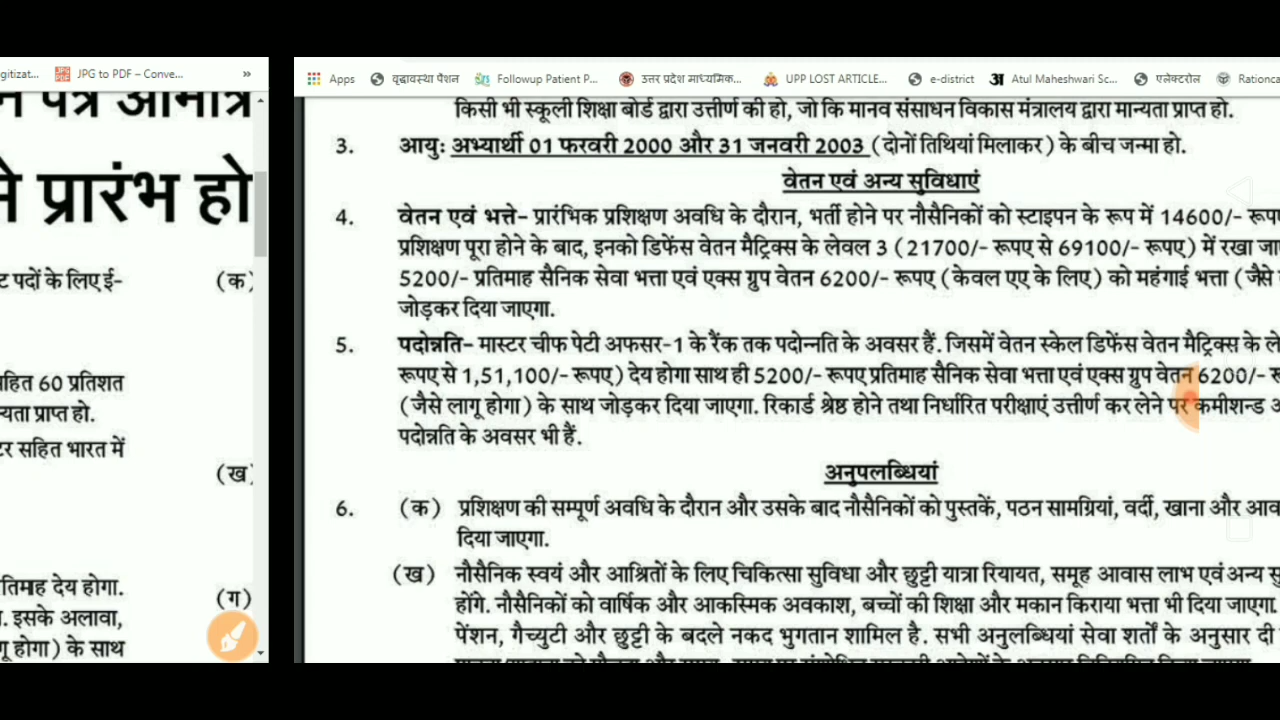 gitizat... JPG to PDF – Conve... »
पत्र आमंत्र
प्रारंभ हो
पदों के लिए ई- (क)
हित 60 प्रतिशत
न्यता प्राप्त हो.
टर सहित भारत में
(ख)
देय होगा.
(ग)
. इसके अलावा,
गू होगा) के साथ
Apps वृद्धावस्था पैशन Followup Patient P... उत्तर प्रदेश माध्यमिक... UPP LOST ARTICLE... e-district Atul Maheshwari Sc... एलेक्टरोल Rationca
किसी भी स्कूली शिक्षा बोर्ड द्वारा उत्तीर्ण की हो, जो कि मानव संसाधन विकास मंत्रालय द्वारा मान्यता प्राप्त हो.
3. आयुः अभ्यार्थी 01 फरवरी 2000 और 31 जनवरी 2003 (दोनों तिथियां मिलाकर) के बीच जन्मा हो.
वेतन एवं अन्य सुविधाएं
4. वेतन एवं भत्ते- प्रारंभिक प्रशिक्षण अवधि के दौरान, भर्ती होने पर नौसैनिकों को स्टाइपन के रूप में 14600/- रूपए
प्रशिक्षण पूरा होने के बाद, इनको डिफेंस वेतन मैट्रिक्स के लेवल 3 (21700/- रूपए से 69100/- रूपए) में रखा जाए
5200/- प्रतिमाह सैनिक सेवा भत्ता एवं एक्स ग्रुप वेतन 6200/- रूपए (केवल एए के लिए) को महंगाई भत्ता (जैसे
जोड़कर दिया जाएगा.
5. पदोन्नति- मास्टर चीफ पेटी अफसर-1 के रैंक तक पदोन्नति के अवसर हैं. जिसमें वेतन स्केल डिफेंस वेतन मैट्रिक्स के ले
रूपए से 1,51,100/- रूपए) देय होगा साथ ही 5200/- रूपए प्रतिमाह सैनिक सेवा भत्ता एवं एक्स ग्रुप वेतन 6200/- रू
(जैसे लागू होगा) के साथ जोड़कर दिया जाएगा. रिकार्ड श्रेष्ठ होने तथा निर्धारित परीक्षाएं उत्तीर्ण कर लेने पर कमीशन्ड अ
पदोन्नति के अवसर भी हैं.
अनुपलब्धियां
6. (क) प्रशिक्षण की सम्पूर्ण अवधि के दौरान और उसके बाद नौसैनिकों को पुस्तकें, पठन सामग्रियां, वर्दी, खाना और आव
दिया जाएगा.
(ख) नौसैनिक स्वयं और आश्रितों के लिए चिकित्सा सुविधा और छुट्टी यात्रा रियायत, समूह आवास लाभ एवं अन्य सु
होंगे. नौसैनिकों को वार्षिक और आकस्मिक अवकाश, बच्चों की शिक्षा और मकान किराया भत्ता भी दिया जाएगा.
पेंशन, गैच्युटी और छुट्टी के बदले नकद भुगतान शामिल है. सभी अनुलब्धियां सेवा शर्तों के अनुसार दी